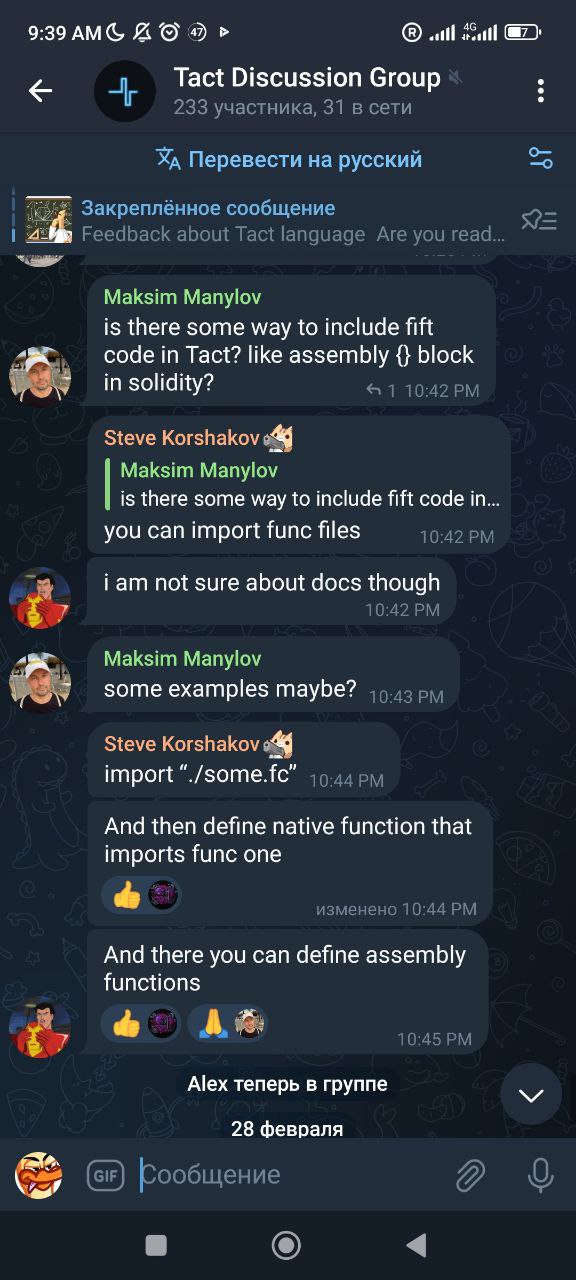 9:39 AM 47 R 4G 7
Tact Discussion Group
233 участника, 31 в сети
Перевести на русский
Закреплённое сообщение
Feedback about Tact language Are you read...
Maksim Manylov
is there some way to include fift
code in Tact? like assembly {} block
in solidity?
1 10:42 PM
Steve Korshakov
Maksim Manylov
is there some way to include fift code in...
you can import func files
10:42 PM
i am not sure about docs though
10:42 PM
Maksim Manylov
some examples maybe?
10:43 PM
Steve Korshakov
import “./some.fc”
10:44 PM
And then define native function that
imports func one
изменено 10:44 PM
And there you can define assembly
functions
10:45 PM
Alex теперь в группе
28 февраля
GIF Сообщение